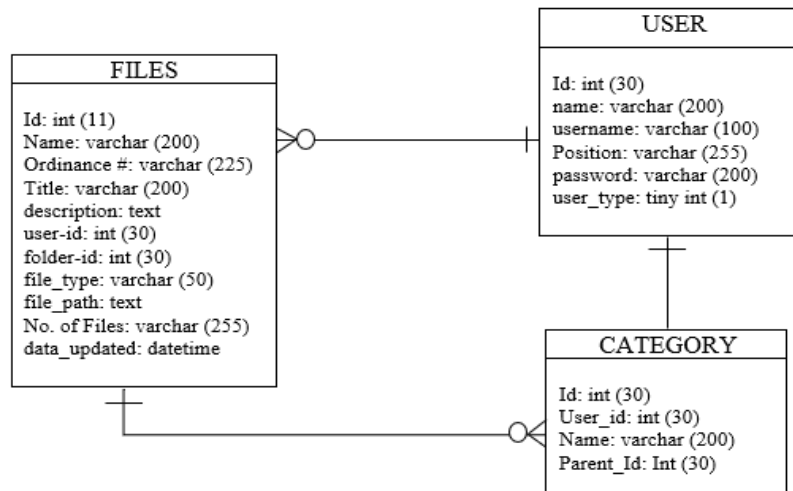 FILES
Id: int (11)
Name: varchar (200)
Ordinance #: varchar (225)
Title: varchar (200)
description: text
user-id: int (30)
folder-id: int (30)
file_type: varchar (50)
file_path: text
No. of Files: varchar (255)
data_updated: datetime
USER
Id: int (30)
name: varchar (200)
username: varchar (100)
Position: varchar (255)
password: varchar (200)
user_type: tiny int (1)
CATEGORY
Id: int (30)
User_id: int (30)
Name: varchar (200)
Parent_Id: Int (30)